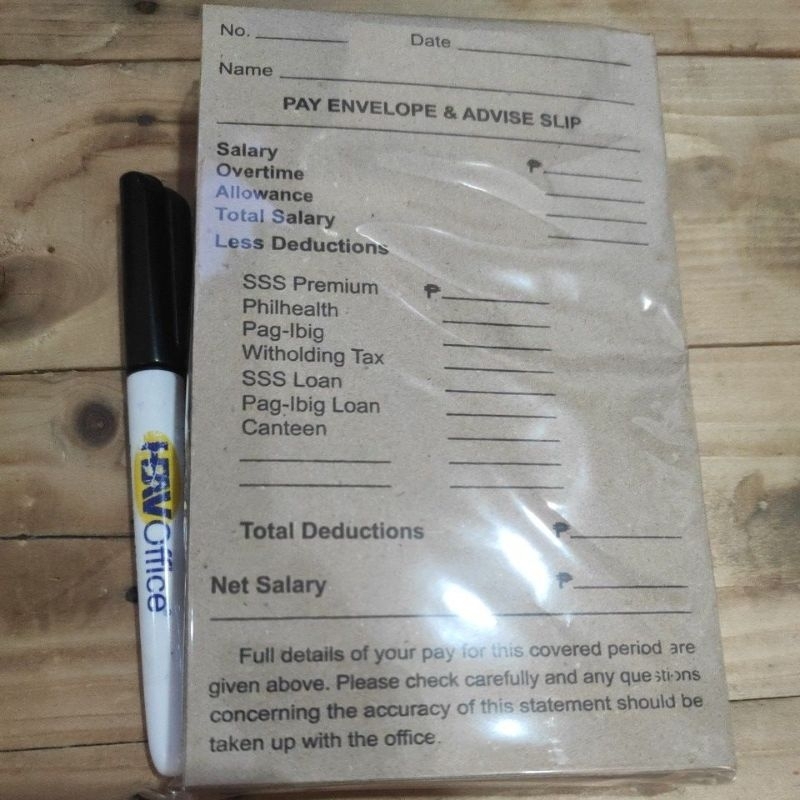 No.
Date
Name
PAY ENVELOPE & ADVISE SLIP
Salary ₱
Overtime
Allowance
Total Salary
Less Deductions
SSS Premium ₱
Philhealth
Pag-Ibig
Witholding Tax
SSS Loan
Pag-Ibig Loan
Canteen
Total Deductions ₱
Net Salary ₱
Full details of your pay for this covered period are
given above. Please check carefully and any questions
concerning the accuracy of this statement should be
taken up with the office.
HBW Office